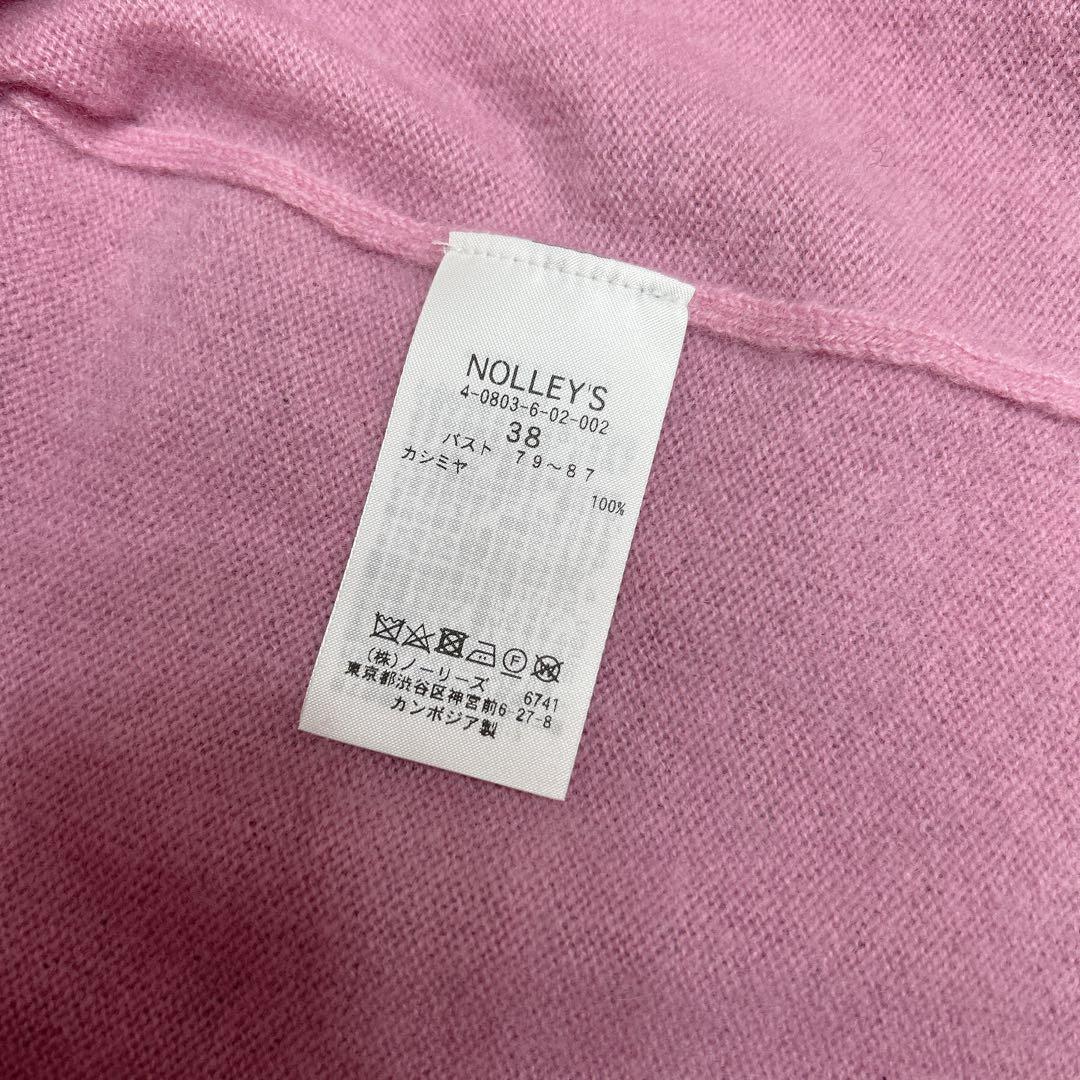 NOLLEY'S
4-0803-6-02-002
38
バスト 79~87
カシミヤ 100%
F W
(株)ノーリーズ 6741
東京都渋谷区神宮前6-27-8
カンボジア製